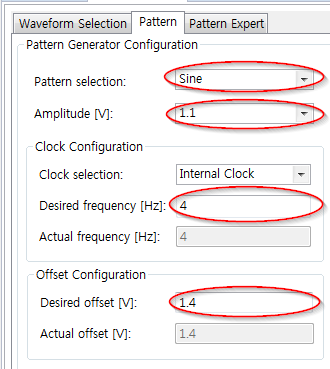 Waveform Selection Pattern Pattern Expert
Pattern Generator Configuration
Pattern selection: Sine
Amplitude [V]: 1.1
Clock Configuration
Clock selection: Internal Clock
Desired frequency [Hz]: 4
Actual frequency [Hz]: 4
Offset Configuration
Desired offset [V]: 1.4
Actual offset [V]: 1.4